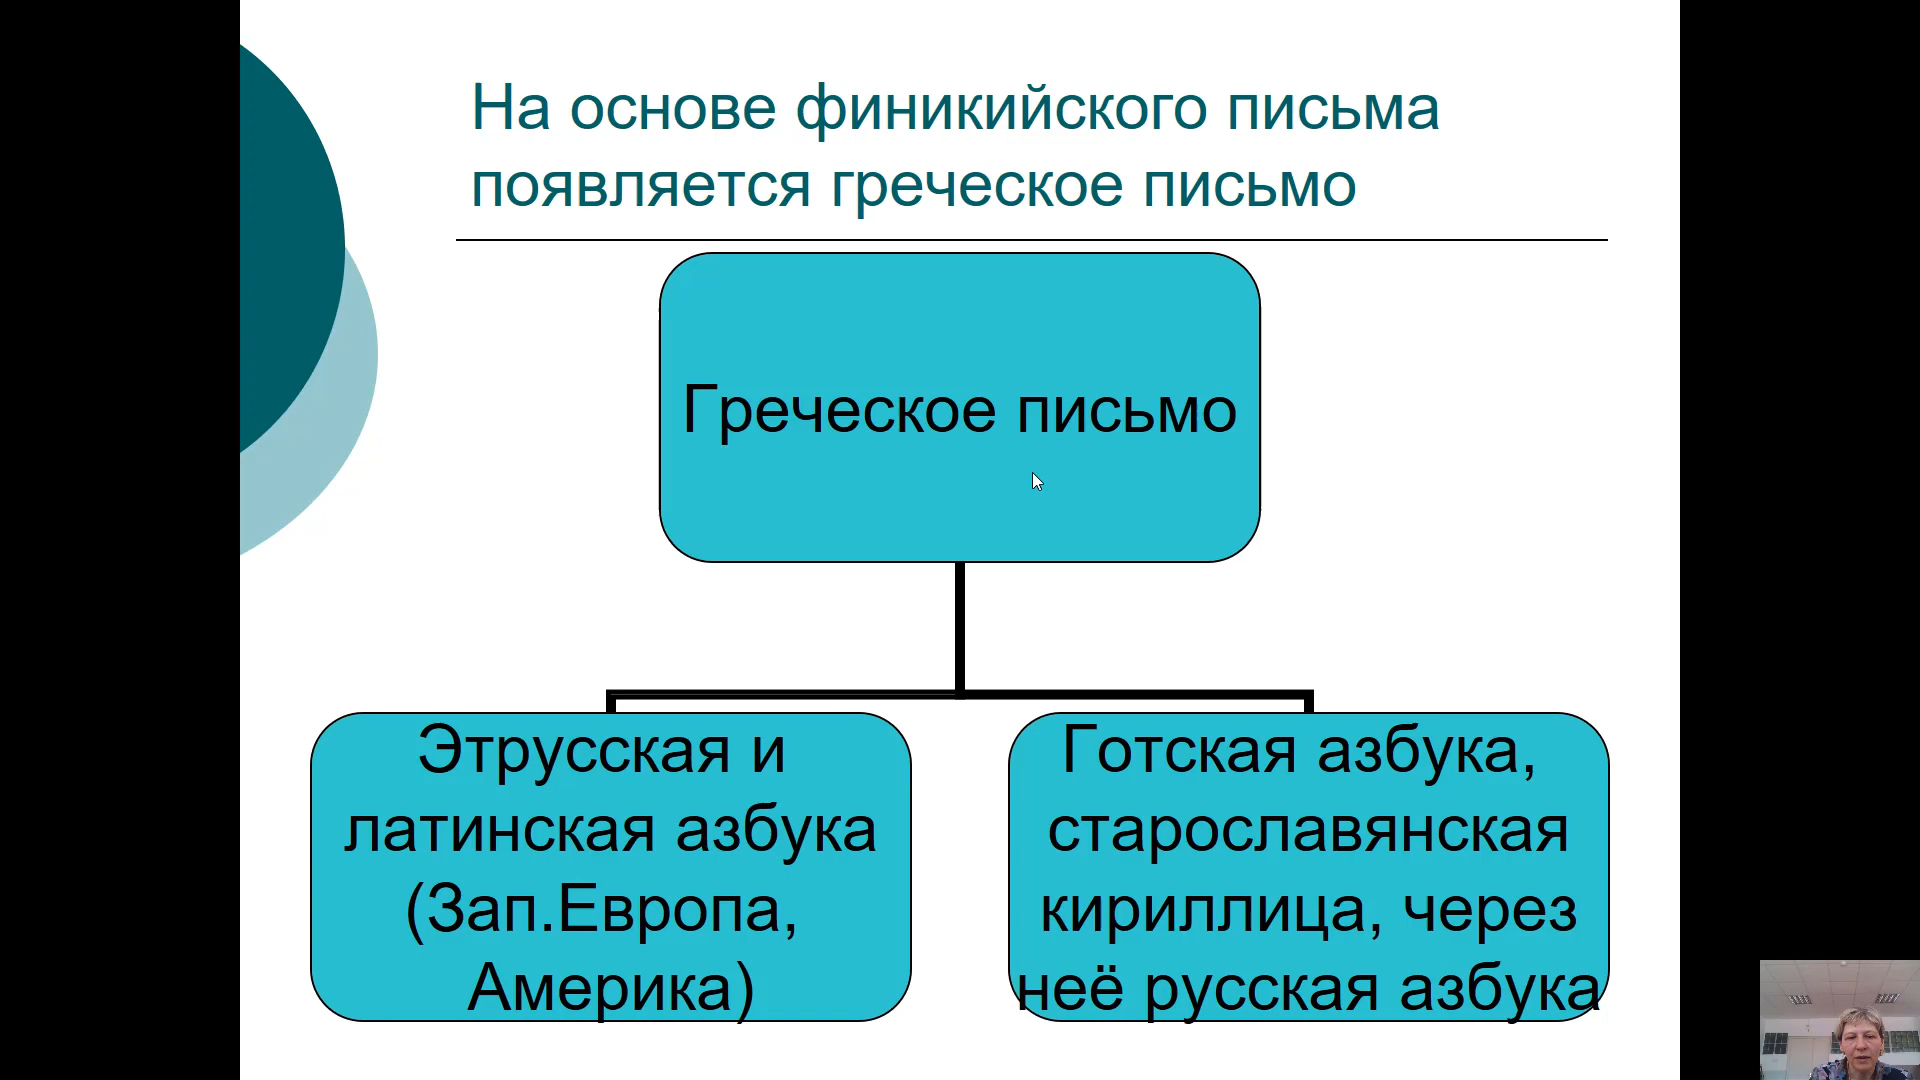 На основе финикийского письма
появляется греческое письмо
Греческое письмо
Этрусская и
латинская азбука
(Зап.Европа,
Америка)
Готская азбука,
старославянская
кириллица, через
неё русская азбука